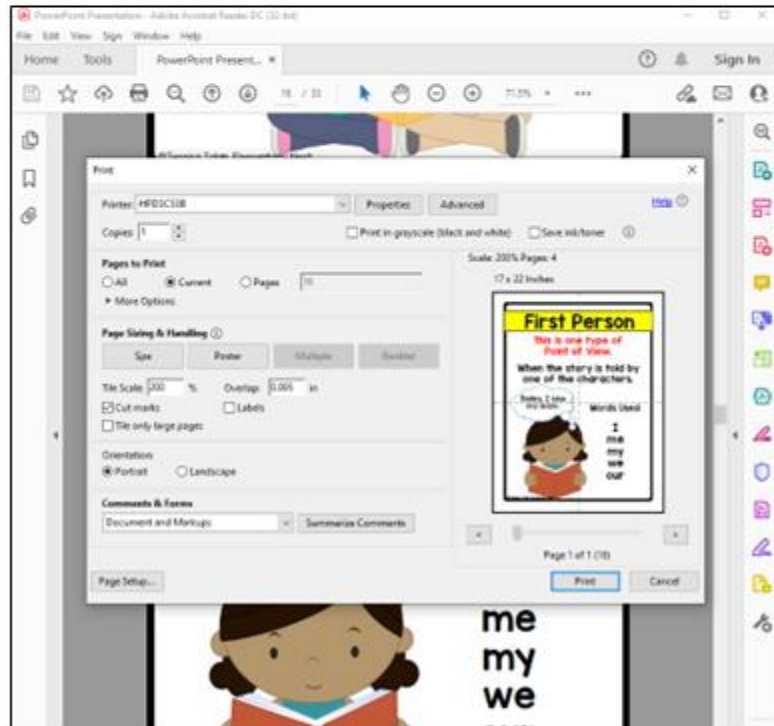 PowerPoint Presentation - Adobe Acrobat Reader DC (32-bit)
File Edit View Sign Window Help
Home Tools PowerPoint Present... × Sign In
16 / 33 71.5%
Print ×
Printer: Properties Advanced Help
Copies: 1 Print in grayscale (black and white) Save ink/toner
Pages to Print
All Current Pages 16
More Options
Scale: 200% Pages: 4
17 x 22 Inches
Page Sizing & Handling
Size Poster Multiple Booklet
Tile Scale: 200 % Overlap: 0.005 in
Cut marks Labels
Tile only large pages
Orientation:
Portrait Landscape
Comments & Forms
Document and Markups Summarize Comments
First Person
This is one type of
Point of View.
When the story is told by
one of the characters.
Words Used
I
me
my
we
our
< >
Page 1 of 1 (16)
Page Setup... Print Cancel
me
my
we